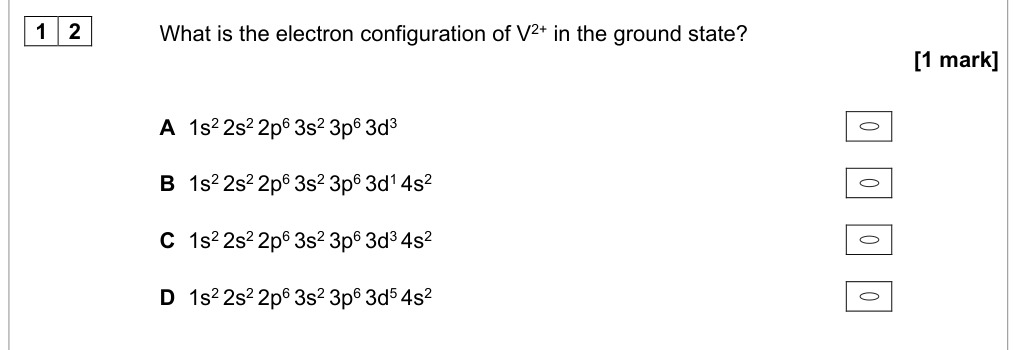 1 2 What is the electron configuration of V²⁺ in the ground state?
[1 mark]
A 1s² 2s² 2p⁶ 3s² 3p⁶ 3d³
B 1s² 2s² 2p⁶ 3s² 3p⁶ 3d¹ 4s²
C 1s² 2s² 2p⁶ 3s² 3p⁶ 3d³ 4s²
D 1s² 2s² 2p⁶ 3s² 3p⁶ 3d⁵ 4s²